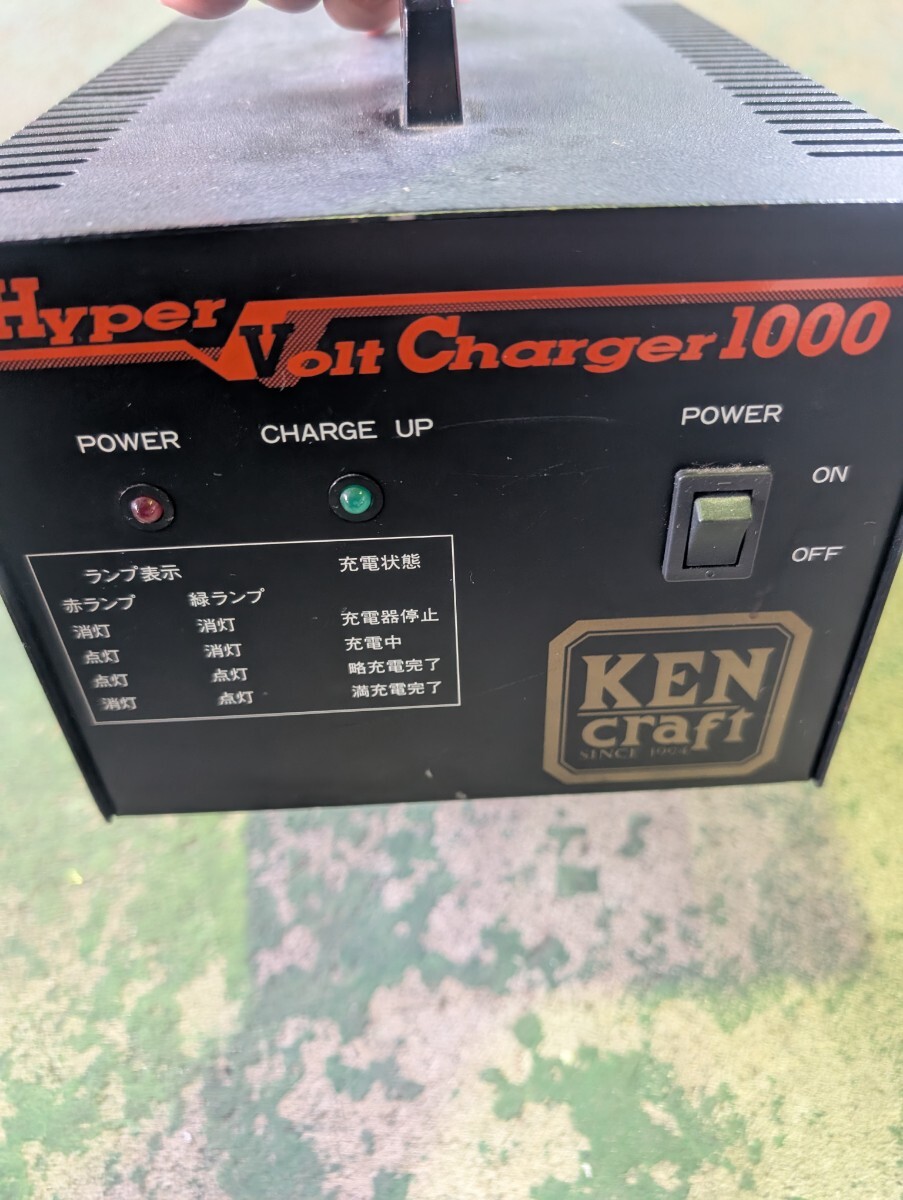 Hyper Volt Charger 1000
POWER CHARGE UP POWER
ON
OFF
ランプ表示 充電状態
赤ランプ 緑ランプ
消灯 消灯 充電器停止
点灯 消灯 充電中
点灯 点灯 略充電完了
消灯 点灯 満充電完了
KEN
craft
SINCE 1994